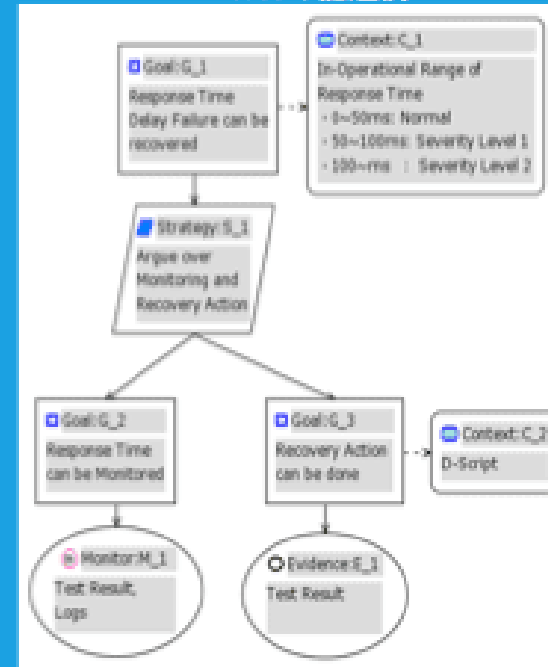 Goal:G_1
Response Time
Delay Failure can be
recovered
Context:C_1
In-Operational Range of
Response Time
- 0~50ms: Normal
- 50~100ms: Severity Level 1
- 100~ms : Severity Level 2
Strategy:S_1
Argue over
Monitoring and
Recovery Action
Goal:G_2
Response Time
can be Monitored
Goal:G_3
Recovery Action
can be done
Context:C_2
D-Script
Monitor:M_1
Test Result,
Logs
Evidence:E_1
Test Result